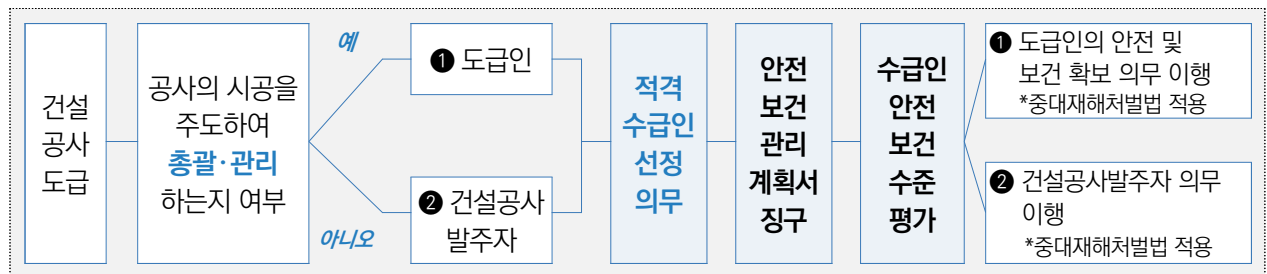 건설
공사
도급
공사의 시공을
주도하여
총괄·관리
하는지 여부
예
아니오
❶ 도급인
❷ 건설공사
발주자
적격
수급인
선정
의무
안전
보건
관리
계획서
징구
수급인
안전
보건
수준
평가
❶ 도급인의 안전 및
보건 확보 의무 이행
*중대재해처벌법 적용
❷ 건설공사발주자 의무
이행
*중대재해처벌법 적용